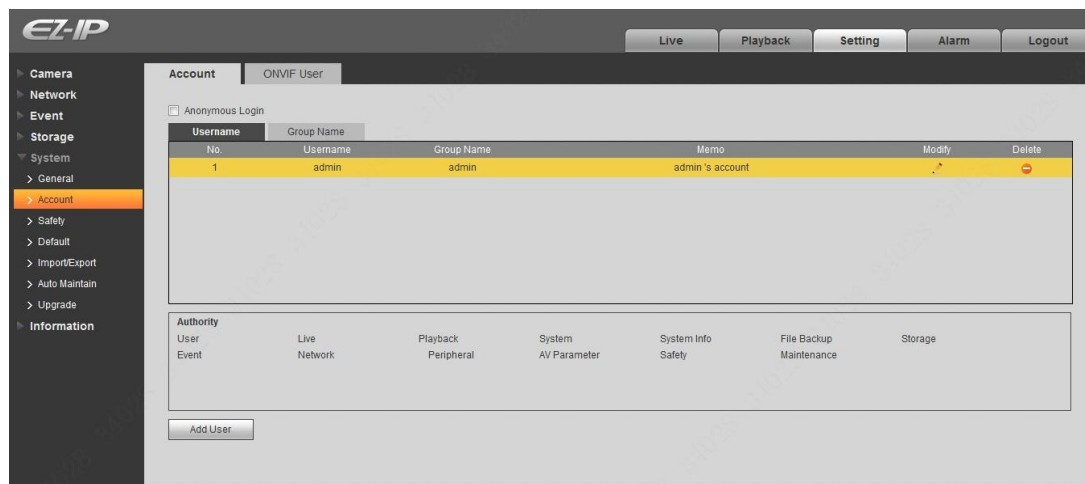 EZ-IP
Live Playback Setting Alarm Logout
Camera
Network
Event
Storage
System
General
Account
Safety
Default
Import/Export
Auto Maintain
Upgrade
Information
Account ONVIF User
Anonymous Login
Username Group Name
No. Username Group Name Memo Modify Delete
1 admin admin admin 's account
Authority
User Live Playback System System Info File Backup Storage
Event Network Peripheral AV Parameter Safety Maintenance
Add User